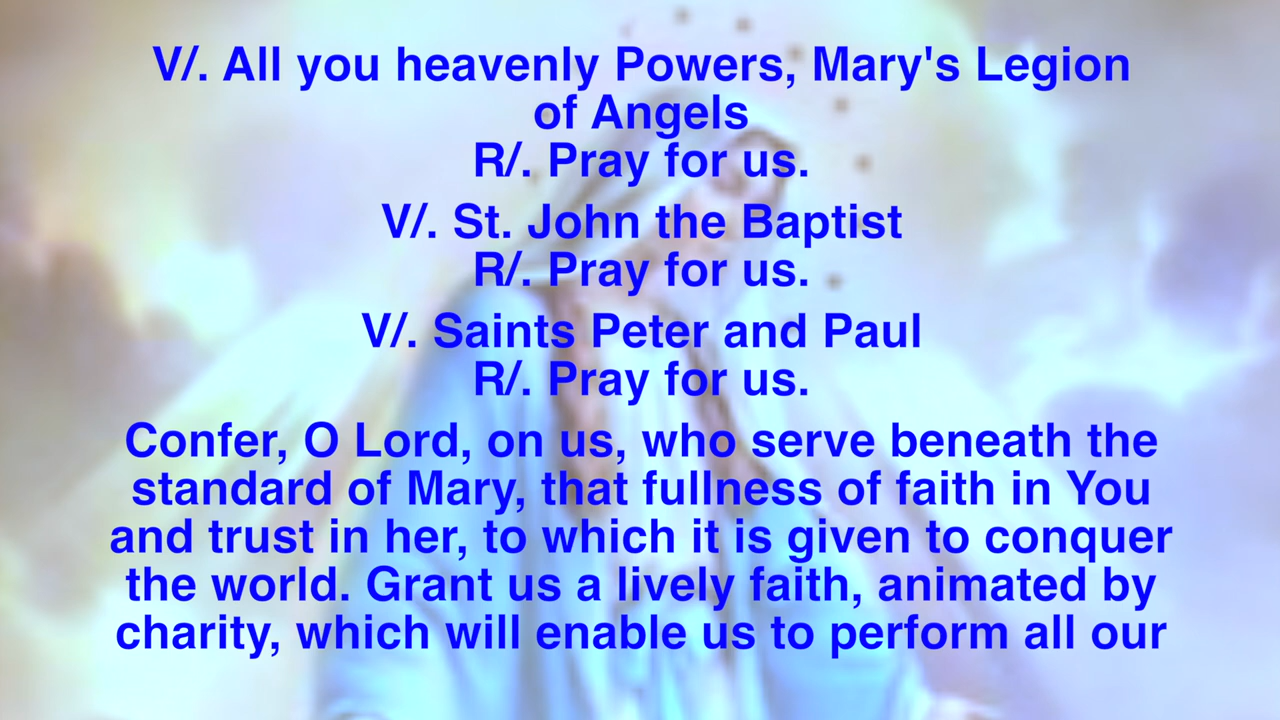 V/. All you heavenly Powers, Mary's Legion
of Angels
R/. Pray for us.
V/. St. John the Baptist
R/. Pray for us.
V/. Saints Peter and Paul
R/. Pray for us.
Confer, O Lord, on us, who serve beneath the
standard of Mary, that fullness of faith in You
and trust in her, to which it is given to conquer
the world. Grant us a lively faith, animated by
charity, which will enable us to perform all our